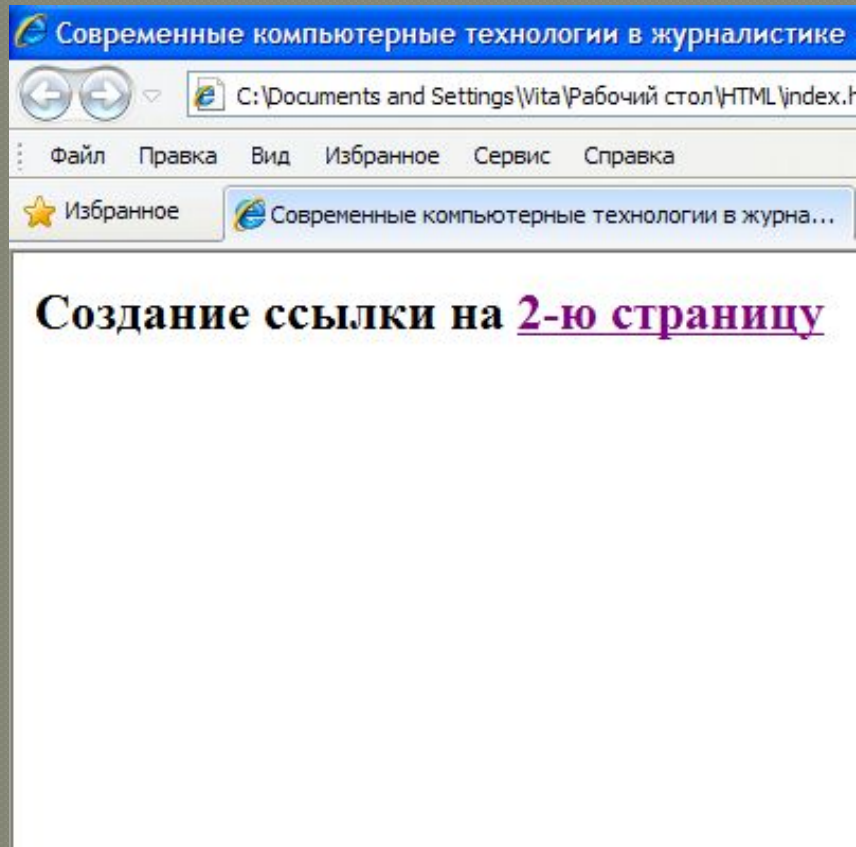 Современные компьютерные технологии в журналистике
C:\Documents and Settings\Vita\Рабочий стол\HTML\index.h
Файл Правка Вид Избранное Сервис Справка
Избранное Современные компьютерные технологии в журна...
Создание ссылки на 2-ю страницу